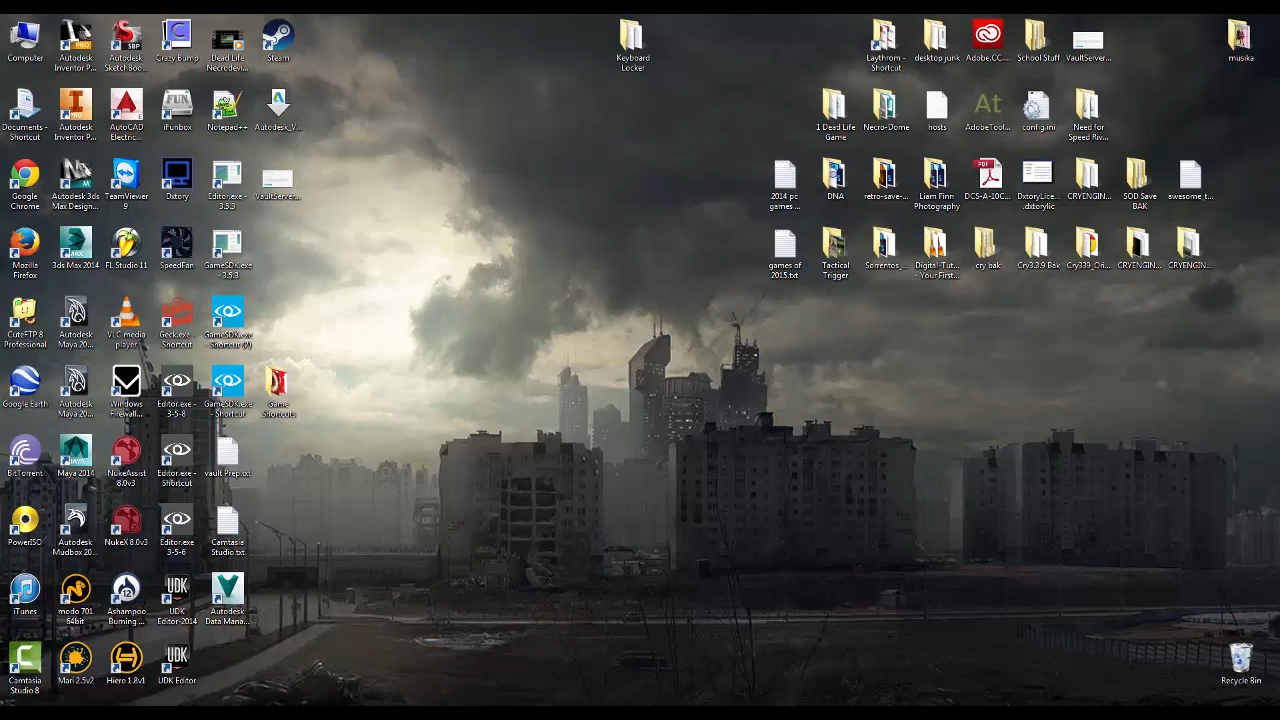 Computer
Autodesk
Inventor P...
Autodesk
SketchBoo...
Crazy Bump
Dead Life
Necrodevi...
Steam
Keyboard
Locker
Laythrom -
Shortcut
desktop junk
Adobe.CC....
School Stuff
VaultServer...
musika
Documents -
Shortcut
Autodesk
Inventor P...
AutoCAD
Electric...
iFunbox
Notepad++
Autodesk_V...
1 Dead Life
Game
Necro-Dome
hosts
At
AdobeTool...
config.ini
Need for
Speed Riv...
Google
Chrome
Autodesk 3ds
Max Design...
TeamViewer
9
Dxtory
Editor.exe -
3.5.3
VaultServer...
2014 pc
games ...
DNA
retro-save-...
Liam Finn
Photography
DCS-A-10C...
DxtoryLice...
.dxtorylic
CRYENGIN...
SOD Save
BAK
awesome_t...
Mozilla
Firefox
3ds Max 2014
FL Studio 11
SpeedFan
GameSDK.exe
- 3.5.3
games of
2015.txt
Tactical
Trigger
Sorrentos_...
Digital-Tut...
- Your First...
cry bak
Cry3.3.9 Bak
Cry339_Ori...
CRYENGIN...
CRYENGIN...
CuteFTP 8
Professional
Autodesk
Maya 20...
VLC media
player
Geck.exe -
Shortcut
GameSDK.exe
- Shortcut (2)
Google Earth
Autodesk
Maya 20...
Windows
Firewall...
Editor.exe -
3-5-8
GameSDK.exe
- Shortcut
Game
Shortcuts
BitTorrent
Maya 2014
NukeAssist
8.0v3
Editor.exe -
Shortcut
vault Prep.txt
PowerISO
Autodesk
Mudbox 20...
NukeX 8.0v3
Editor.exe -
3-5-6
Camtasia
Studio.txt
iTunes
modo 701
64bit
Ashampoo
Burning ...
UDK
Editor-2014
Autodesk
Data Mana...
Camtasia
Studio 8
Mari 2.5v2
Hiero 1.8v1
UDK Editor
Recycle Bin